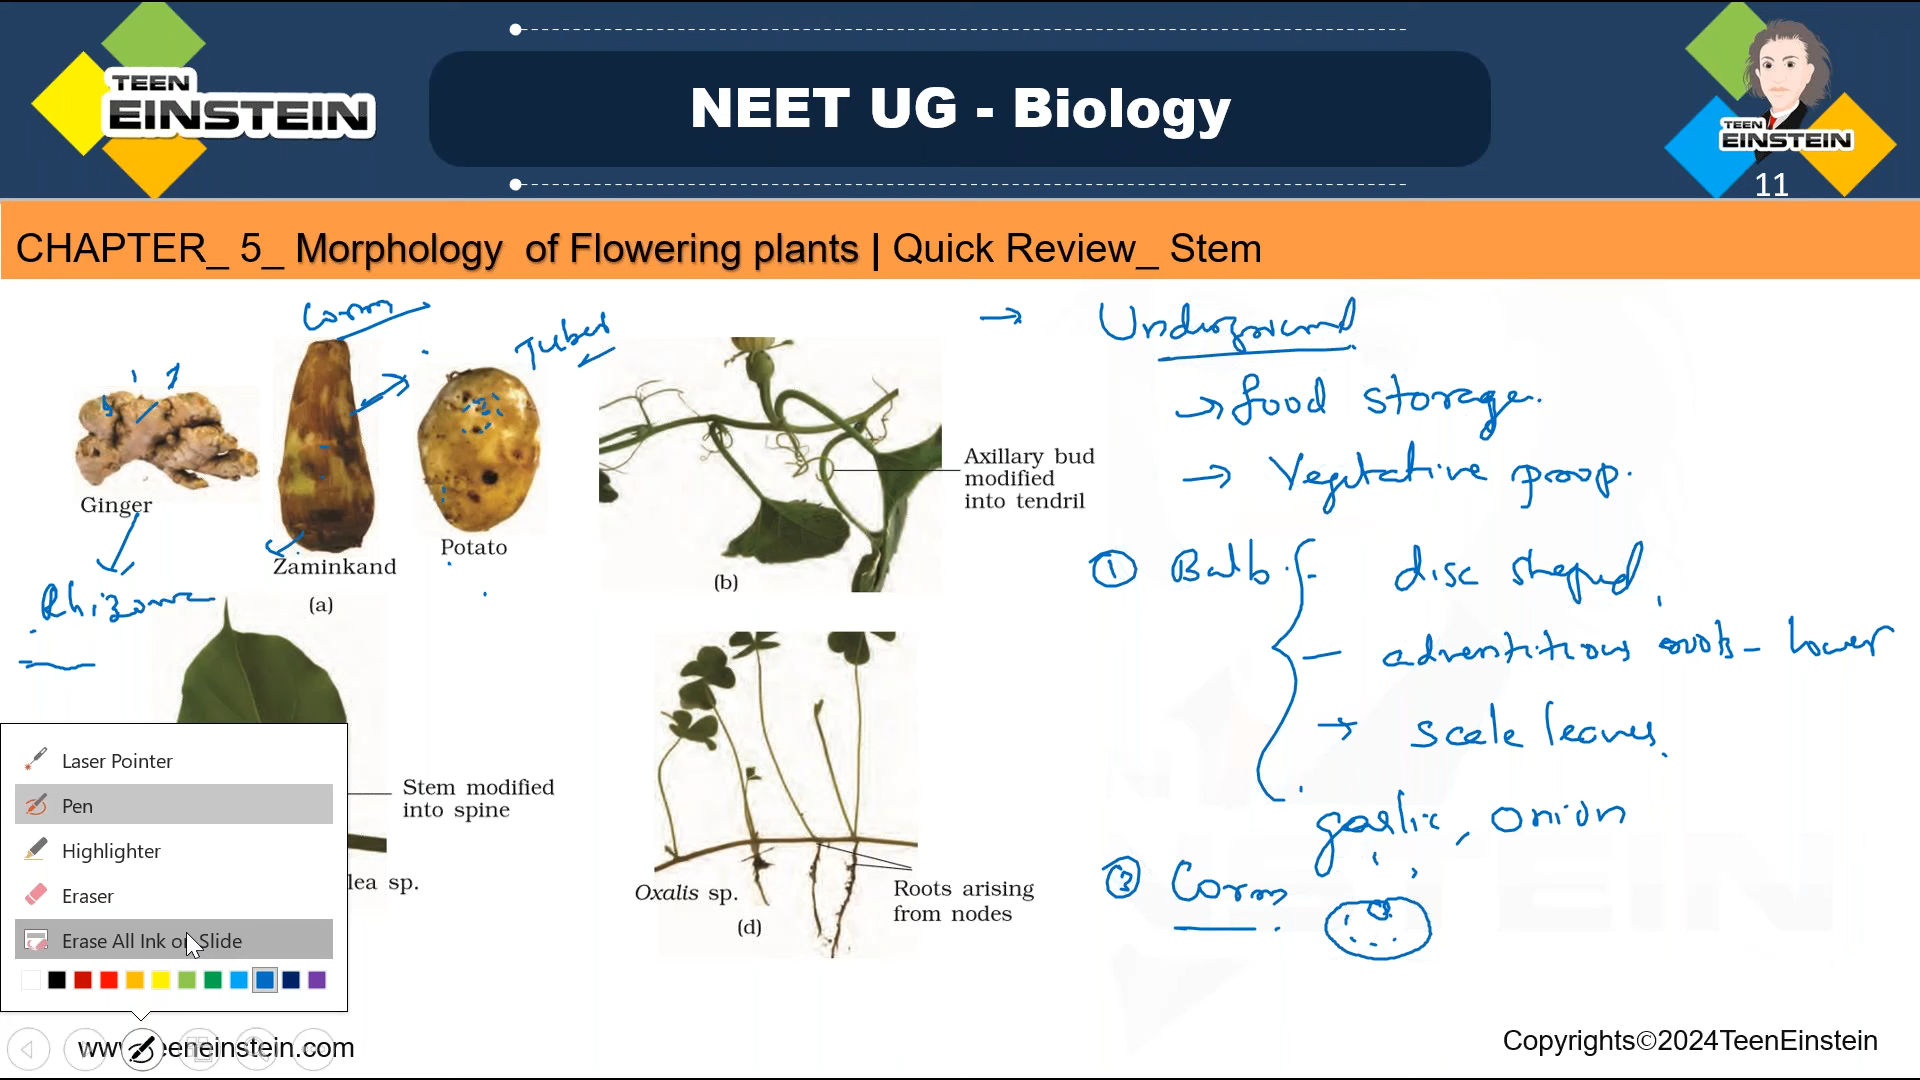 TEEN
EINSTEIN
NEET UG - Biology
TEEN
EINSTEIN
11
CHAPTER_ 5_ Morphology of Flowering plants | Quick Review_ Stem
Corm
Tuber
Ginger
Zaminkand
Potato
(a)
Rhizome
Axillary bud
modified
into tendril
(b)
Stem modified
into spine
lea sp.
Oxalis sp.
(d)
Roots arising
from nodes
→ Underground
→ food storage.
→ Vegetative prop.
① Bulb - disc shaped,
- adventitious roots - lower
→ scale leaves.
garlic, onion
② Corm
Laser Pointer
Pen
Highlighter
Eraser
Erase All Ink on Slide
www.teeneinstein.com
Copyrights©2024TeenEinstein